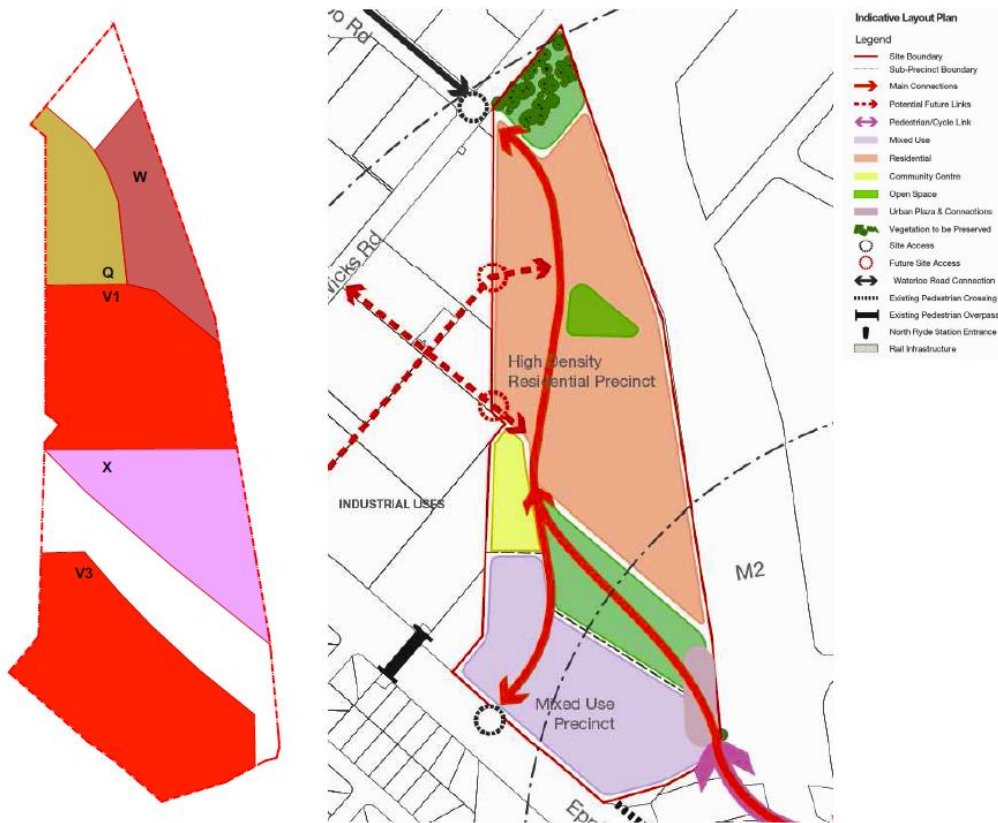 W
Q
V1
X
V3
o Rd
icks Rd
High Density
Residential Precinct
INDUSTRIAL USES
M2
Mixed Use
Precinct
Epp
Indicative Layout Plan
Legend
Site Boundary
Sub-Precinct Boundary
Main Connections
Potential Future Links
Pedestrian/Cycle Link
Mixed Use
Residential
Community Centre
Open Space
Urban Plaza & Connections
Vegetation to be Preserved
Site Access
Future Site Access
Waterloo Road Connection
Existing Pedestrian Crossing
Existing Pedestrian Overpass
North Ryde Station Entrance
Rail Infrastructure